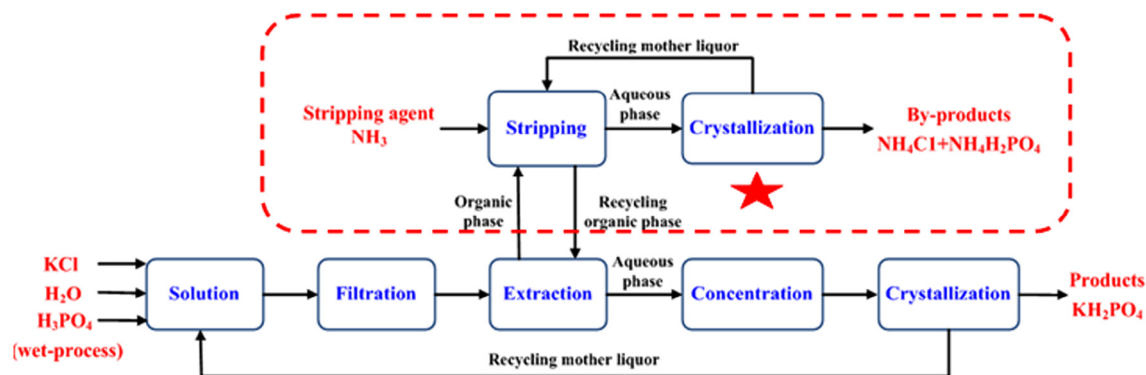 Recycling mother liquor
Stripping agent
NH₃
Stripping
Aqueous
phase
Crystallization
By-products
NH₄C1+NH₄H₂PO₄
Organic
phase
Recycling
organic phase
KCl
H₂O
H₃PO₄
(wet-process)
Solution
Filtration
Extraction
Aqueous
phase
Concentration
Crystallization
Products
KH₂PO₄
Recycling mother liquor